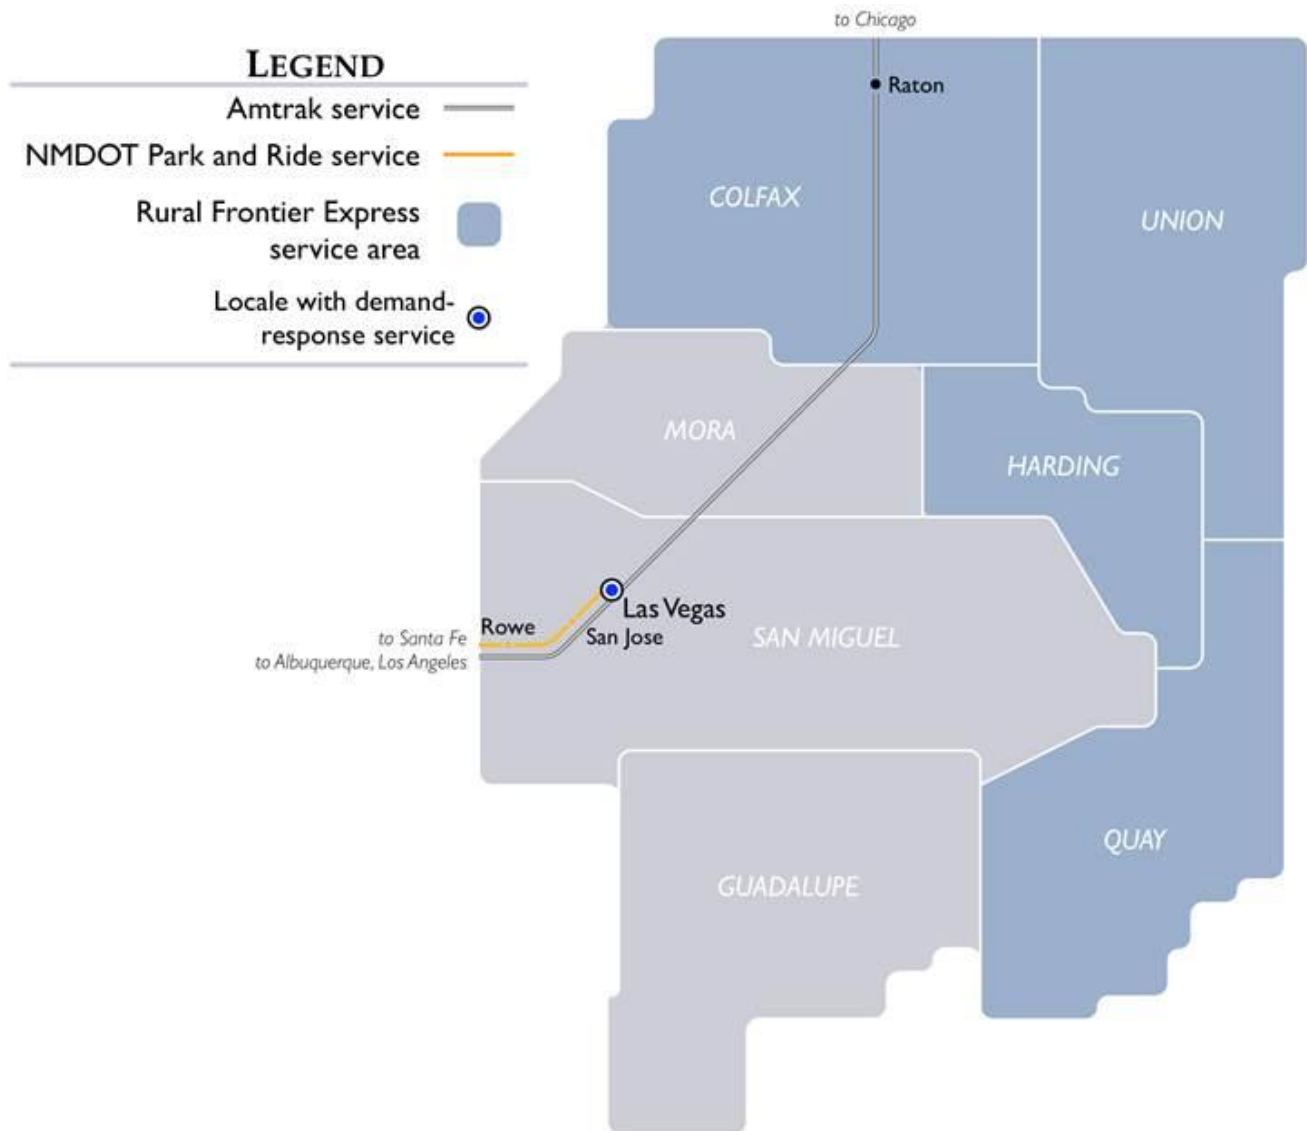 to Chicago
LEGEND
Amtrak service
NMDOT Park and Ride service
Rural Frontier Express
service area
Locale with demand-
response service
Raton
COLFAX
UNION
MORA
HARDING
Las Vegas
Rowe
San Jose
to Santa Fe
to Albuquerque, Los Angeles
SAN MIGUEL
QUAY
GUADALUPE